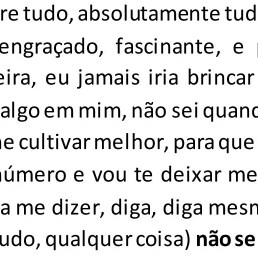 re tudo, absolutamente tud
engraçado, fascinante, e
eira, eu jamais iria brincar
algo em mim, não sei quand
e cultivar melhor, para que
número e vou te deixar me
a me dizer, diga, diga mesm
udo, qualquer coisa) não se